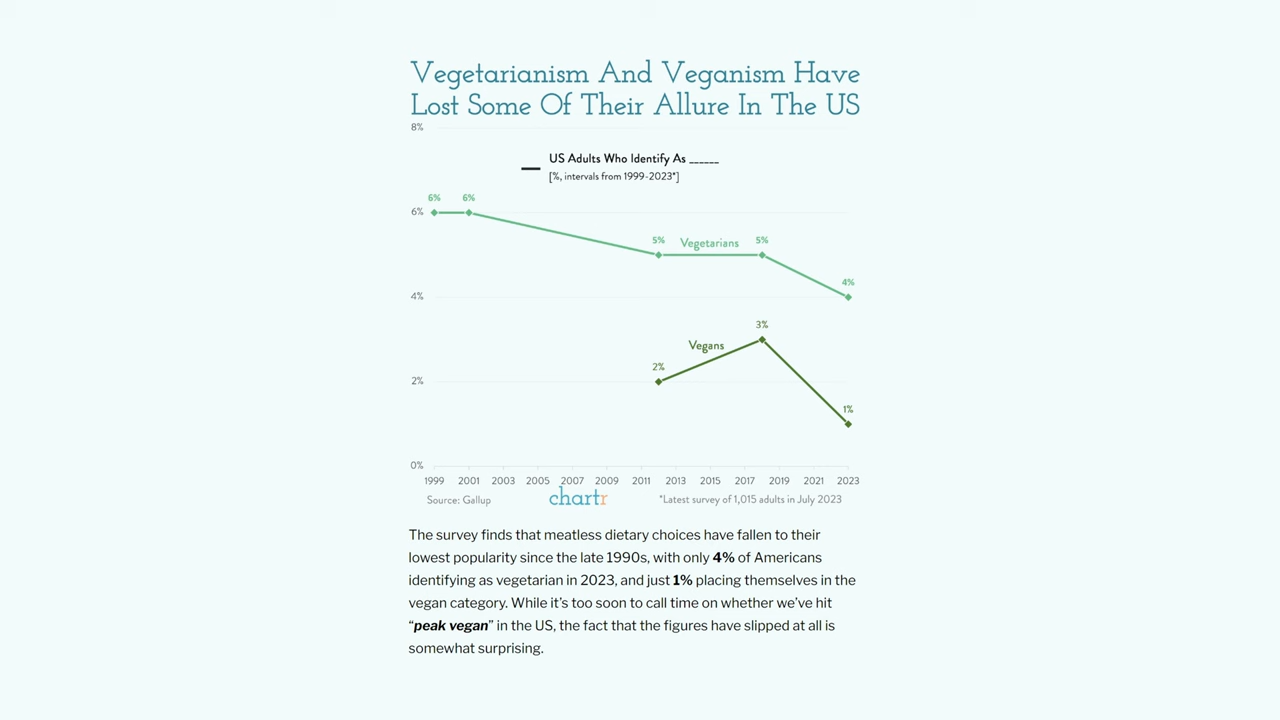 Vegetarianism And Veganism Have
Lost Some Of Their Allure In The US
8%
US Adults Who Identify As ______
[%, intervals from 1999-2023*]
6% 6%
6%
5% Vegetarians 5%
4%
4%
3%
Vegans
2%
2%
1%
0%
1999 2001 2003 2005 2007 2009 2011 2013 2015 2017 2019 2021 2023
Source: Gallup chartr *Latest survey of 1,015 adults in July 2023
The survey finds that meatless dietary choices have fallen to their
lowest popularity since the late 1990s, with only 4% of Americans
identifying as vegetarian in 2023, and just 1% placing themselves in the
vegan category. While it’s too soon to call time on whether we’ve hit
“peak vegan” in the US, the fact that the figures have slipped at all is
somewhat surprising.